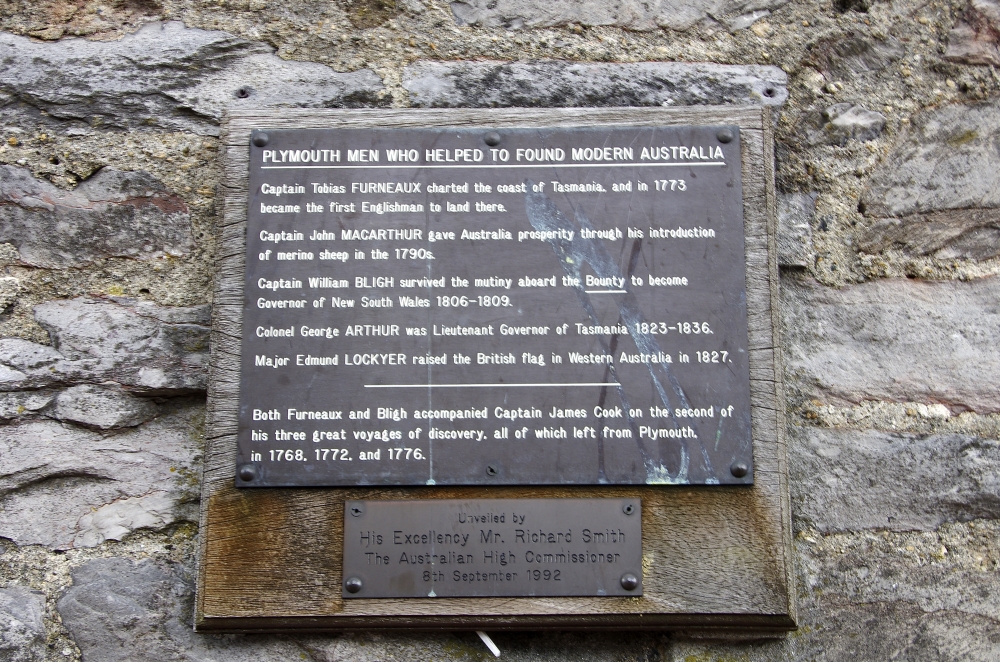 PLYMOUTH MEN WHO HELPED TO FOUND MODERN AUSTRALIA
Captain Tobias FURNEAUX charted the coast of Tasmania, and in 1773
became the first Englishman to land there.
Captain John MACARTHUR gave Australia prosperity through his introduction
of merino sheep in the 1790s.
Captain William BLIGH survived the mutiny aboard the Bounty to become
Governor of New South Wales 1806-1809.
Colonel George ARTHUR was Lieutenant Governor of Tasmania 1823-1836.
Major Edmund LOCKYER raised the British flag in Western Australia in 1827.
Both Furneaux and Bligh accompanied Captain James Cook on the second of
his three great voyages of discovery, all of which left from Plymouth,
in 1768, 1772, and 1776.
Unveiled by
His Excellency Mr. Richard Smith
The Australian High Commissioner
8th September 1992